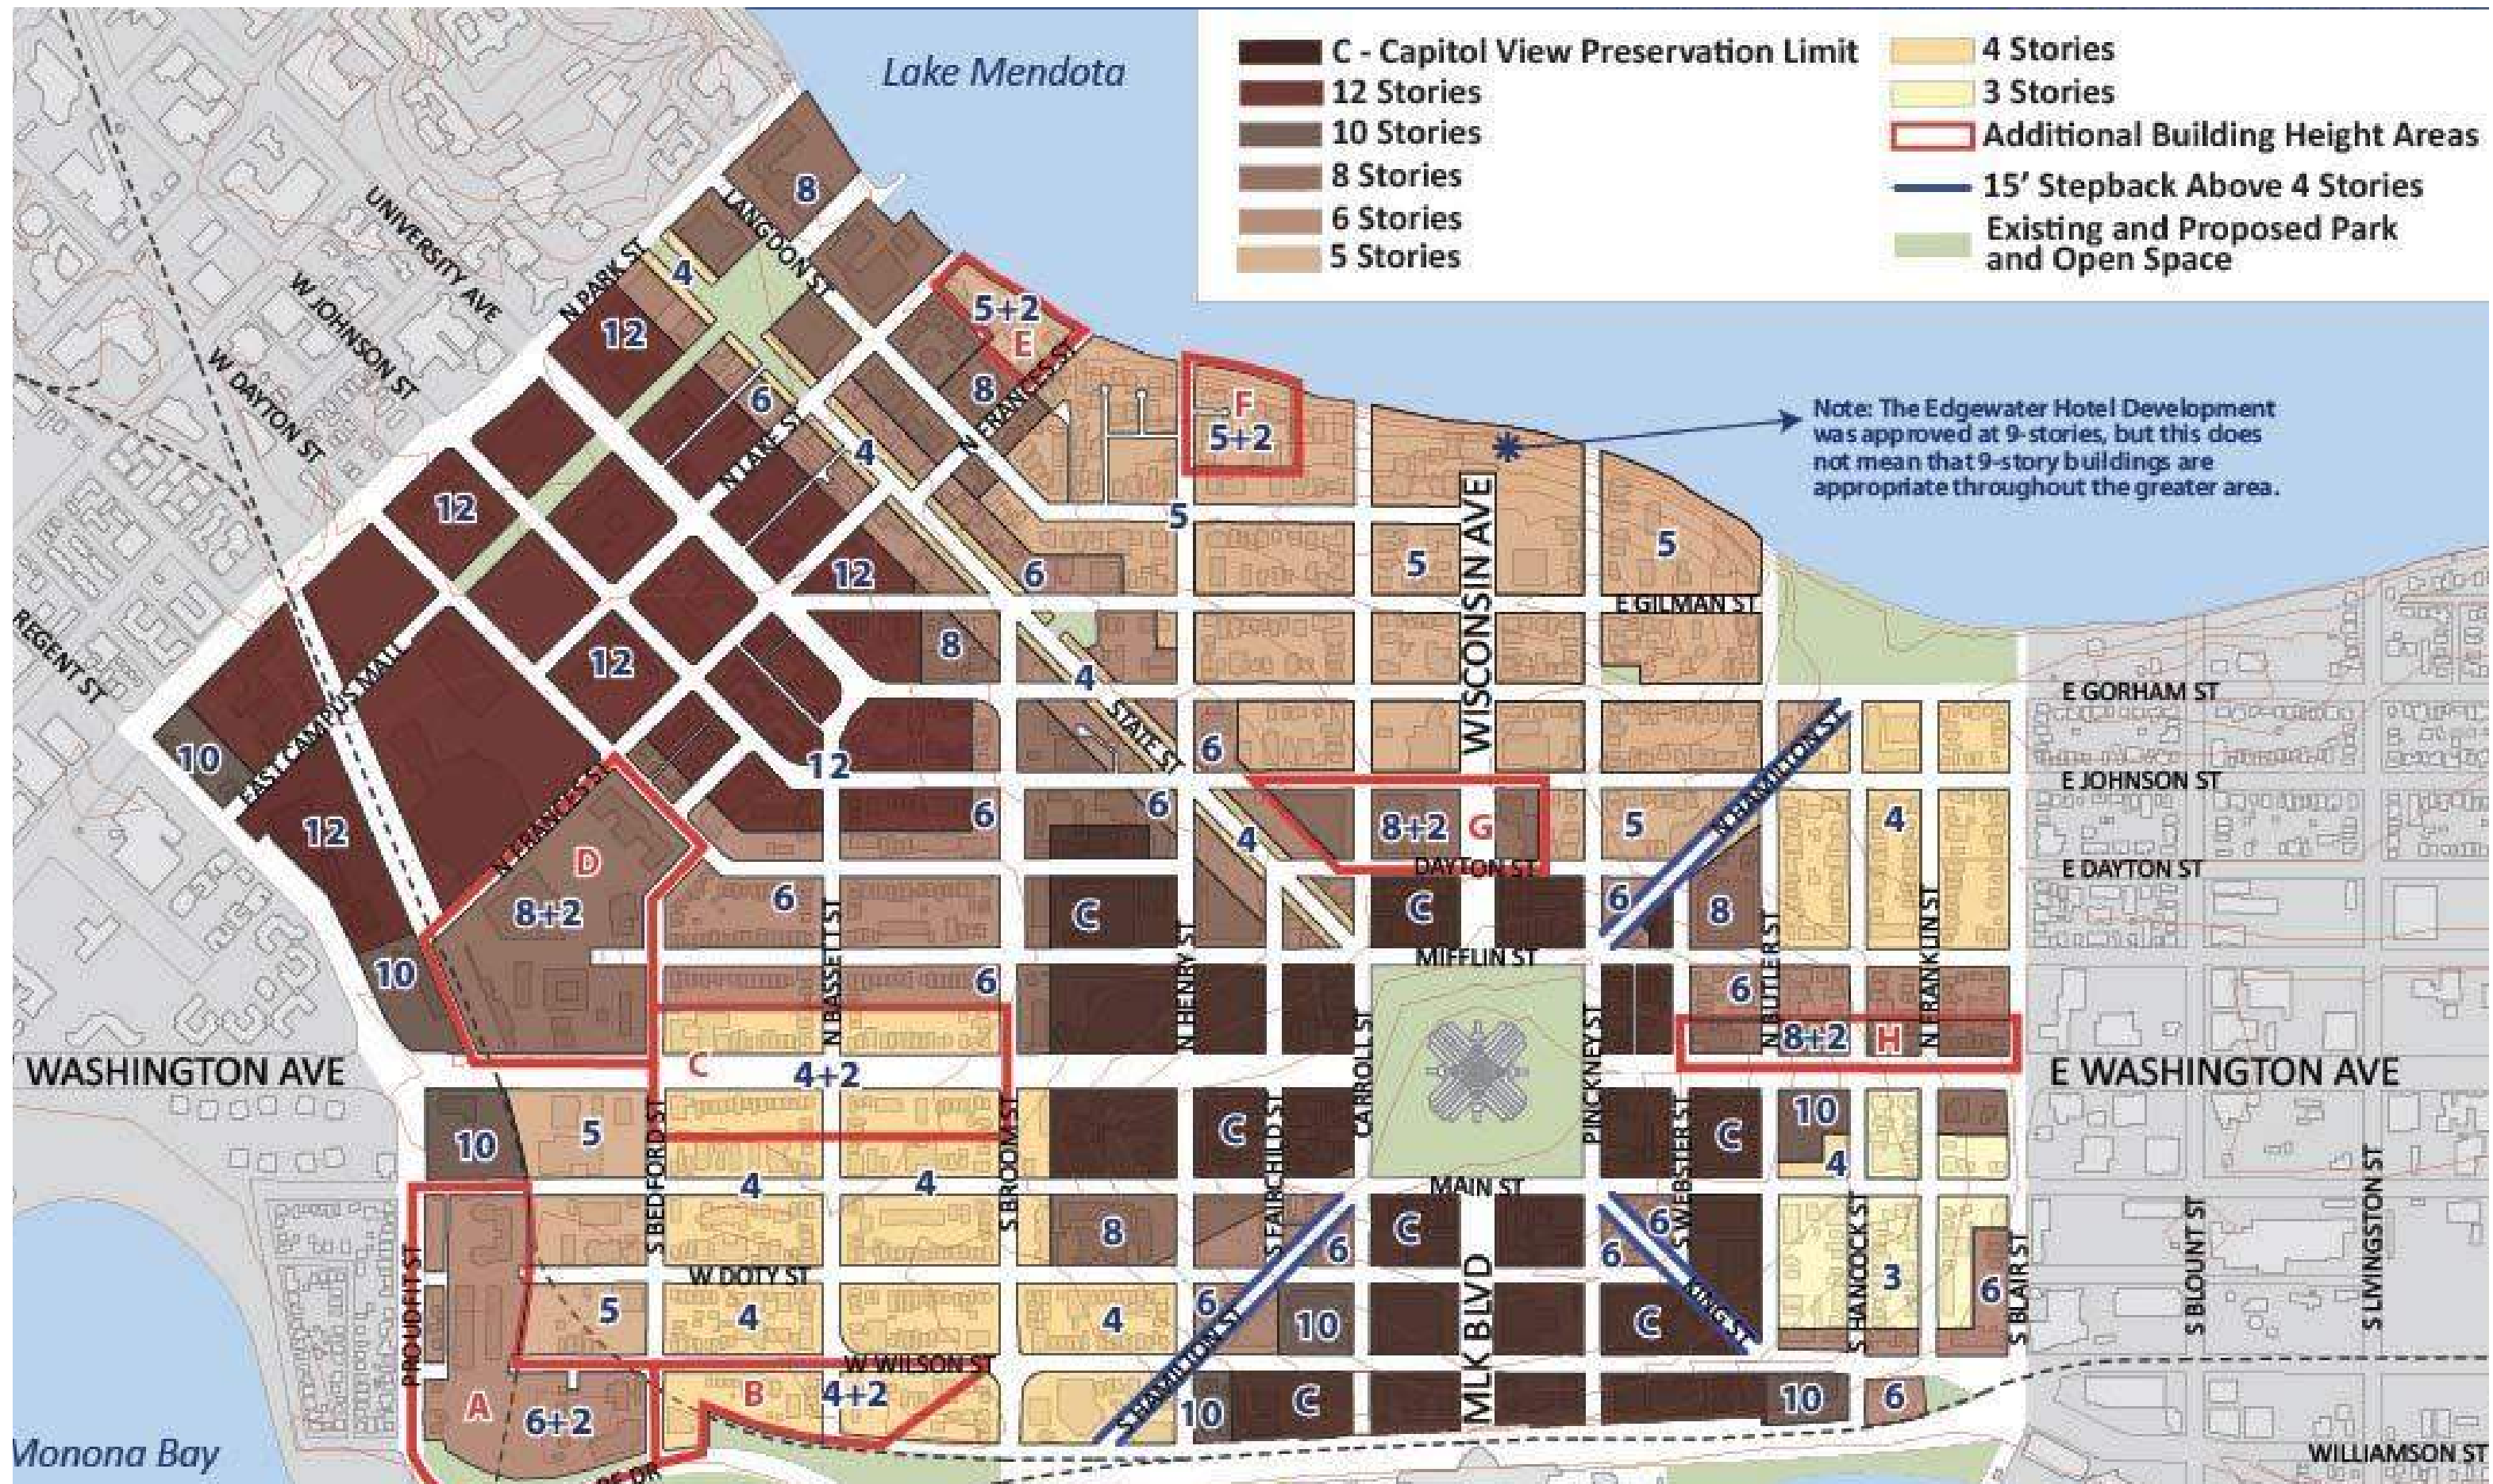 Lake Mendota
C - Capitol View Preservation Limit
12 Stories
10 Stories
8 Stories
6 Stories
5 Stories
4 Stories
3 Stories
Additional Building Height Areas
15’ Stepback Above 4 Stories
Existing and Proposed Park
and Open Space
Note: The Edgewater Hotel Development
was approved at 9-stories, but this does
not mean that 9-story buildings are
appropriate throughout the greater area.
8
LANGDON ST
UNIVERSITY AVE
N PARK ST
4
W JOHNSON ST
12
5+2
E
W DAYTON ST
6
8
N FRANCES ST
F
5+2
N LAKE ST
4
12
5
WISCONSIN AVE
5
5
12
6
E GILMAN ST
REGENT ST
12
8
4
E GORHAM ST
EAST CAMPUS MALL
STATE ST
N HAMILTON ST
10
12
6
E JOHNSON ST
12
6
6
4
8+2
G
5
4
N FRANCES ST
D
DAYTON ST
E DAYTON ST
8+2
6
N BASSETT ST
C
C
6
8
N BUTLER ST
N FRANKLIN ST
MIFFLIN ST
10
6
N HENRY ST
6
WASHINGTON AVE
C
4+2
CARROLL ST
PINCKNEY ST
8+2
H
E WASHINGTON AVE
10
5
S BEDFORD ST
S BROOM ST
C
S FAIRCHILD ST
S WEBSTER ST
C
10
4
4
4
MAIN ST
S HANCOCK ST
S BLOUNT ST
S LIVINGSTON ST
8
6
C
6
6
PROUDFIT ST
W DOTY ST
3
6
S BLAIR ST
5
4
4
6
10
MLK BLVD
C
KING ST
W WILSON ST
A
6+2
B
4+2
S HAMILTON ST
10
C
10
6
Monona Bay
WILLIAMSON ST